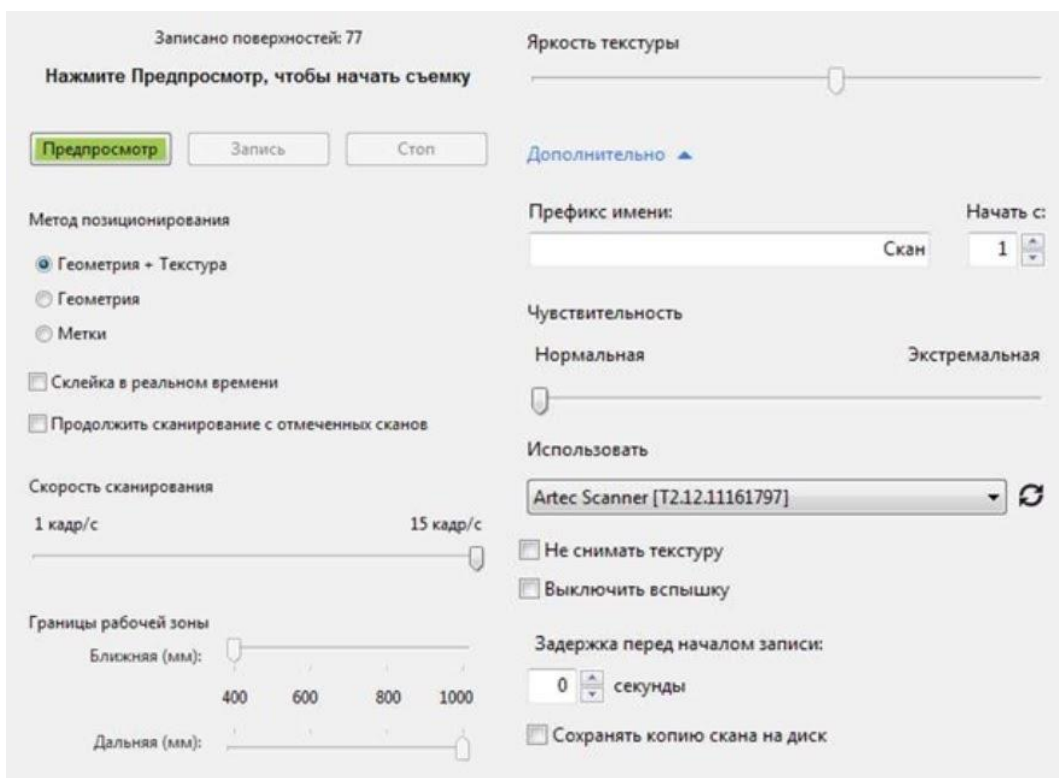 Записано поверхностей: 77
Нажмите Предпросмотр, чтобы начать съемку
Предпросмотр
Запись
Стоп
Метод позиционирования
Геометрия + Текстура
Геометрия
Метки
Склейка в реальном времени
Продолжить сканирование с отмеченных сканов
Скорость сканирования
1 кадр/с 15 кадр/с
Границы рабочей зоны
Ближняя (мм):
400 600 800 1000
Дальняя (мм):
Яркость текстуры
Дополнительно
Префикс имени: Начать с:
Скан 1
Чувствительность
Нормальная Экстремальная
Использовать
Artec Scanner [T2.12.11161797]
Не снимать текстуру
Выключить вспышку
Задержка перед началом записи:
0 секунды
Сохранять копию скана на диск